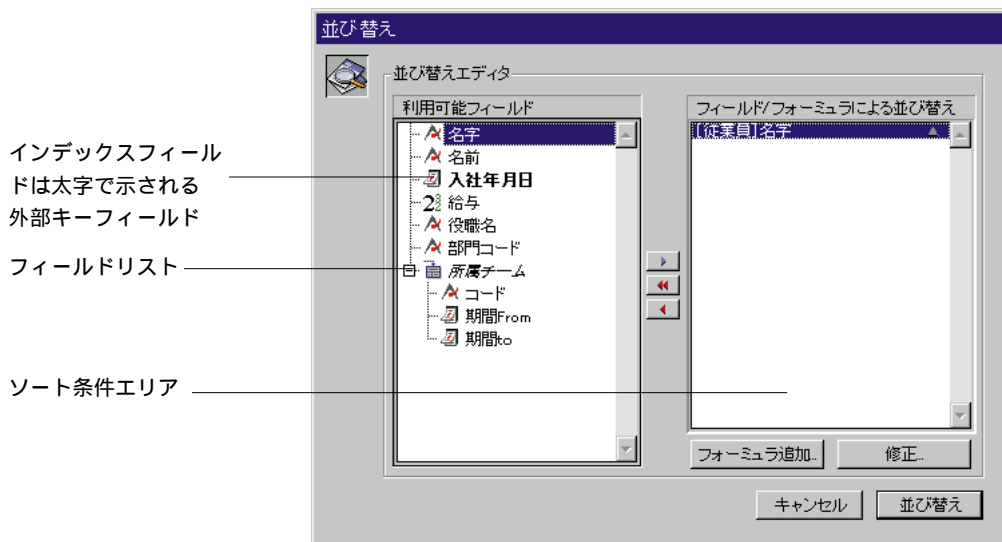 並び替え
並び替えエディタ
利用可能フィールド
名字
名前
入社年月日
給与
役職名
部門コード
所属チーム
コード
期間From
期間to
フィールド/フォーミュラによる並び替え
[従業員]名字
フォーミュラ追加..
修正..
キャンセル
並び替え
インデックスフィール
ドは太字で示される
外部キーフィールド
フィールドリスト
ソート条件エリア